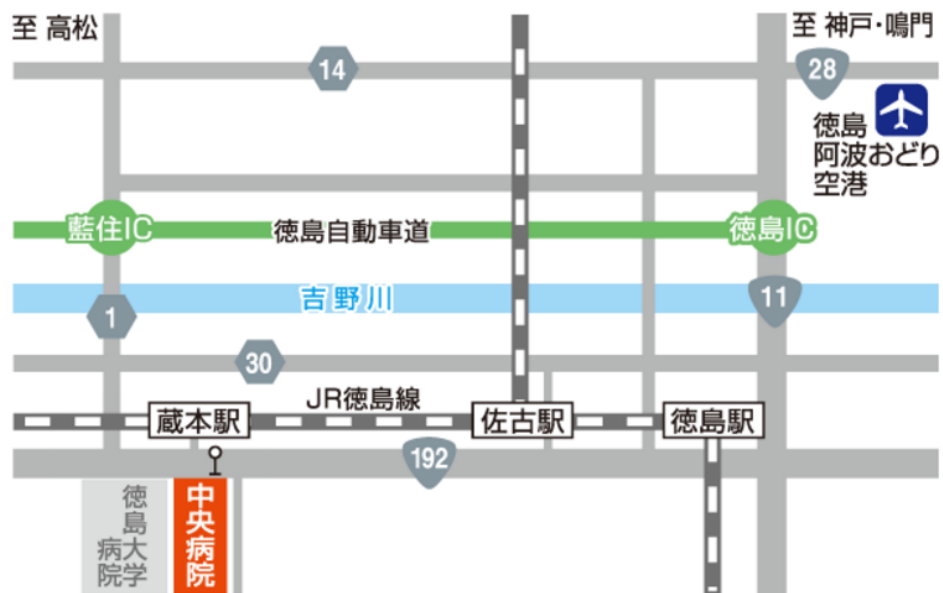 至 高松
至 神戸・鳴門
14
28
徳島
阿波おどり
空港
藍住IC
徳島自動車道
徳島IC
吉野川
1
11
30
JR徳島線
蔵本駅
佐古駅
徳島駅
192
徳島大学
病院
中央病院